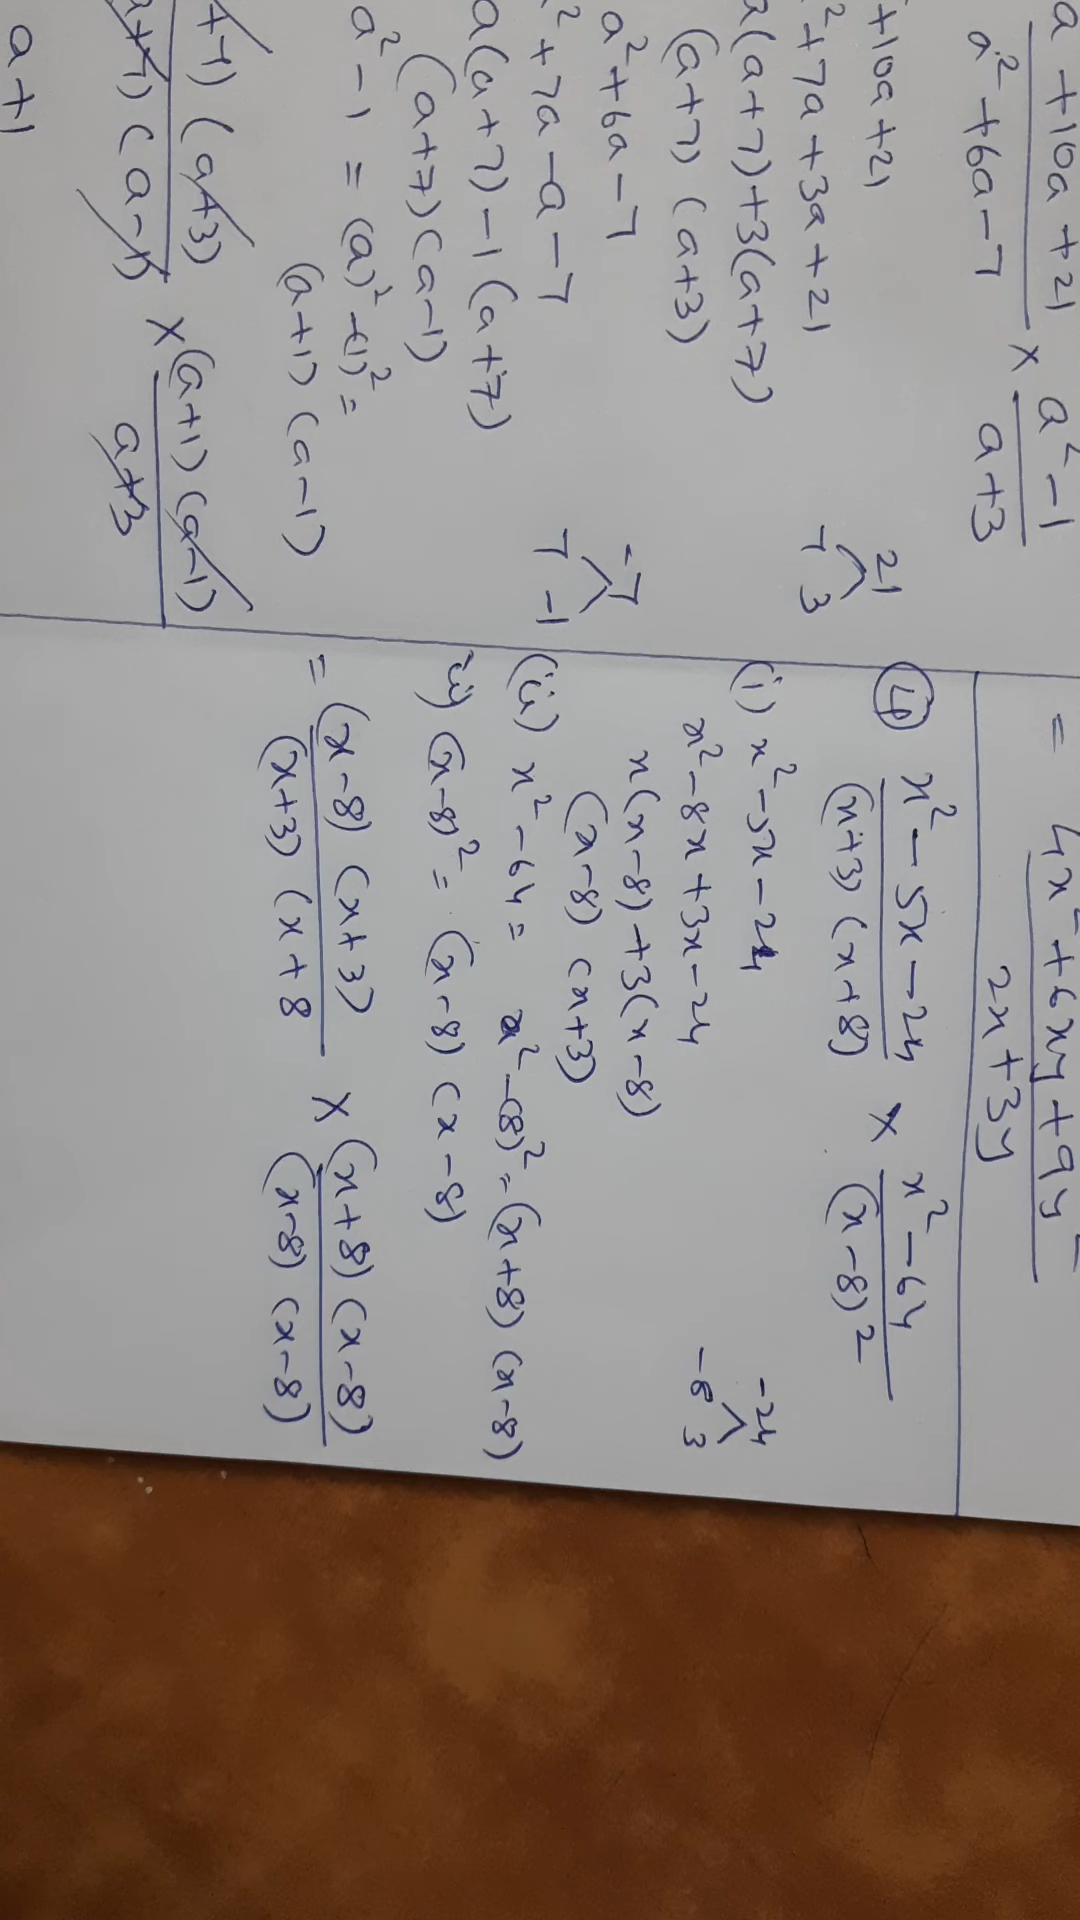 a + 10a + 21 / a² + 6a - 7 × a² - 1 / a + 3
+ 10a + 21
21
² + 7a + 3a + 21
7 3
a(a+7) + 3(a+7)
(a+7) (a+3)
a² + 6a - 7
-7
² + 7a - a - 7
7 -1
a(a+7) - 1 (a+7)
(a+7) (a-1)
a² - 1 = (a)² - (1)² =
(a+1) (a-1)
+7) (a+3) / a+7) (a-1) × (a+1) (a-1) / a+3
a+1
= 4x² + 6xy + 9y² / 2x + 3y
④ x² - 5x - 24 / (x+3) (x+8) × x² - 64 / (x-8)²
(i) x² - 5x - 24
-24
x² - 8x + 3x - 24
-8 3
x(x-8) + 3(x-8)
(x-8) (x+3)
(ii) x² - 64 = x² - (8)² = (x+8) (x-8)
iii) (x-8)² = (x-8) (x-8)
= (x-8) (x+3) / (x+3) (x+8 × (x+8) (x-8) / (x-8) (x-8)